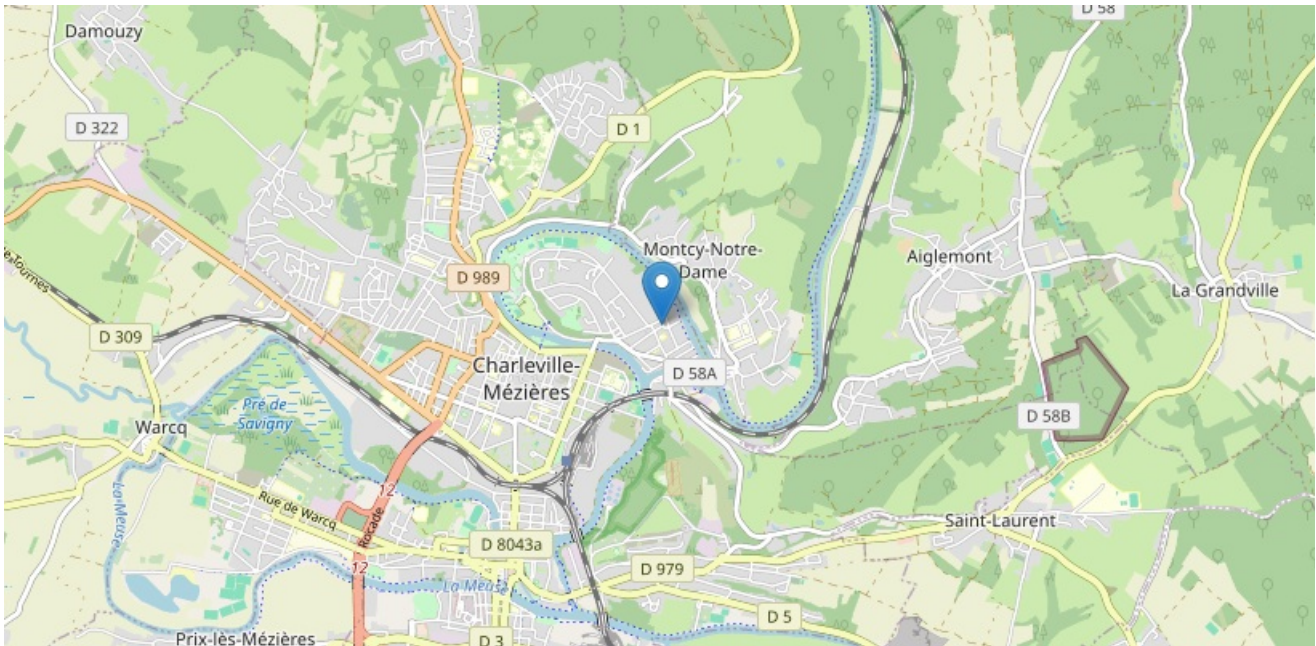 Damouzy
D 58
D 322
D 1
Montcy-Notre-
Dame
Aiglemont
La Grandville
D 989
D 309
Charleville-
Mézières
D 58A
D 58B
Pré de
Savigny
Warcq
La Meuse
Rue de Warcq
12
Rocade
12
Saint-Laurent
D 8043a
D 979
La Meuse
D 5
Prix-lès-Mézières
D 3